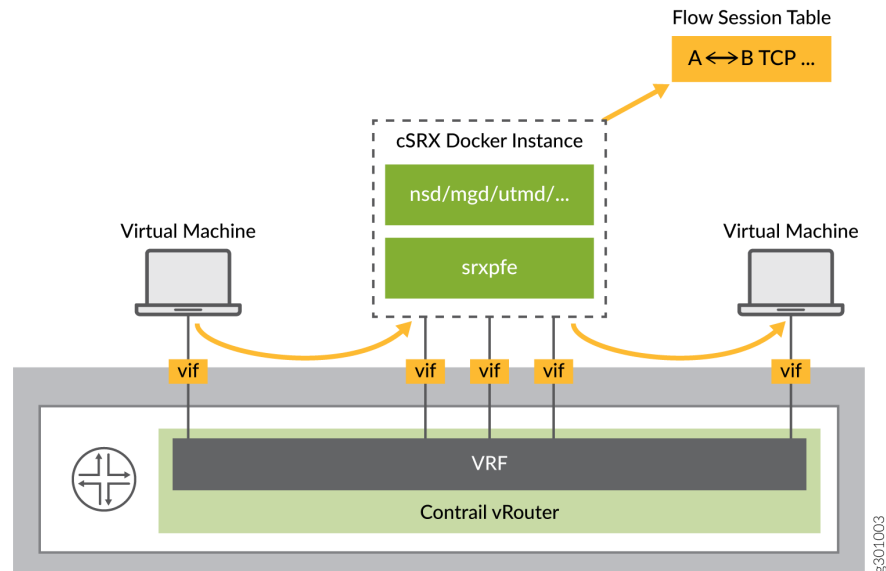 Flow Session Table
A ⟷ B TCP ...
cSRX Docker Instance
nsd/mgd/utmd/...
Virtual Machine
Virtual Machine
srxpfe
vif
vif
vif
vif
vif
VRF
Contrail vRouter
g301003